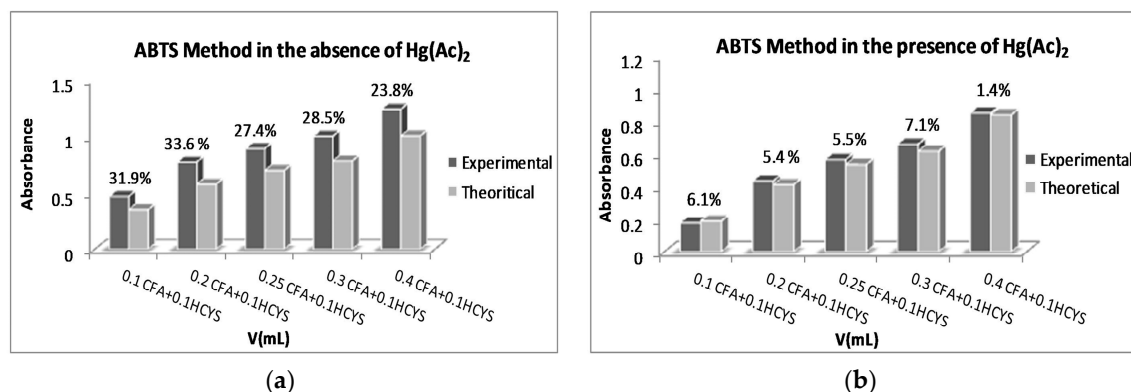 ABTS Method in the absence of Hg(Ac)2
1.5
1
0.5
0
Absorbance
31.9%
33.6 %
27.4%
28.5%
23.8%
Experimental
Theoritical
0.1 CFA+0.1HCYS
0.2 CFA+0.1HCYS
0.25 CFA+0.1HCYS
0.3 CFA+0.1HCYS
0.4 CFA+0.1HCYS
V(mL)
(a)
ABTS Method in the presence of Hg(Ac)2
1.2
1
0.8
0.6
0.4
0.2
0
Absorbance
6.1%
5.4 %
5.5%
7.1%
1.4%
Experimental
Theoretical
0.1 CFA+0.1HCYS
0.2 CFA+0.1HCYS
0.25 CFA+0.1HCYS
0.3 CFA+0.1HCYS
0.4 CFA+0.1HCYS
V(mL)
(b)